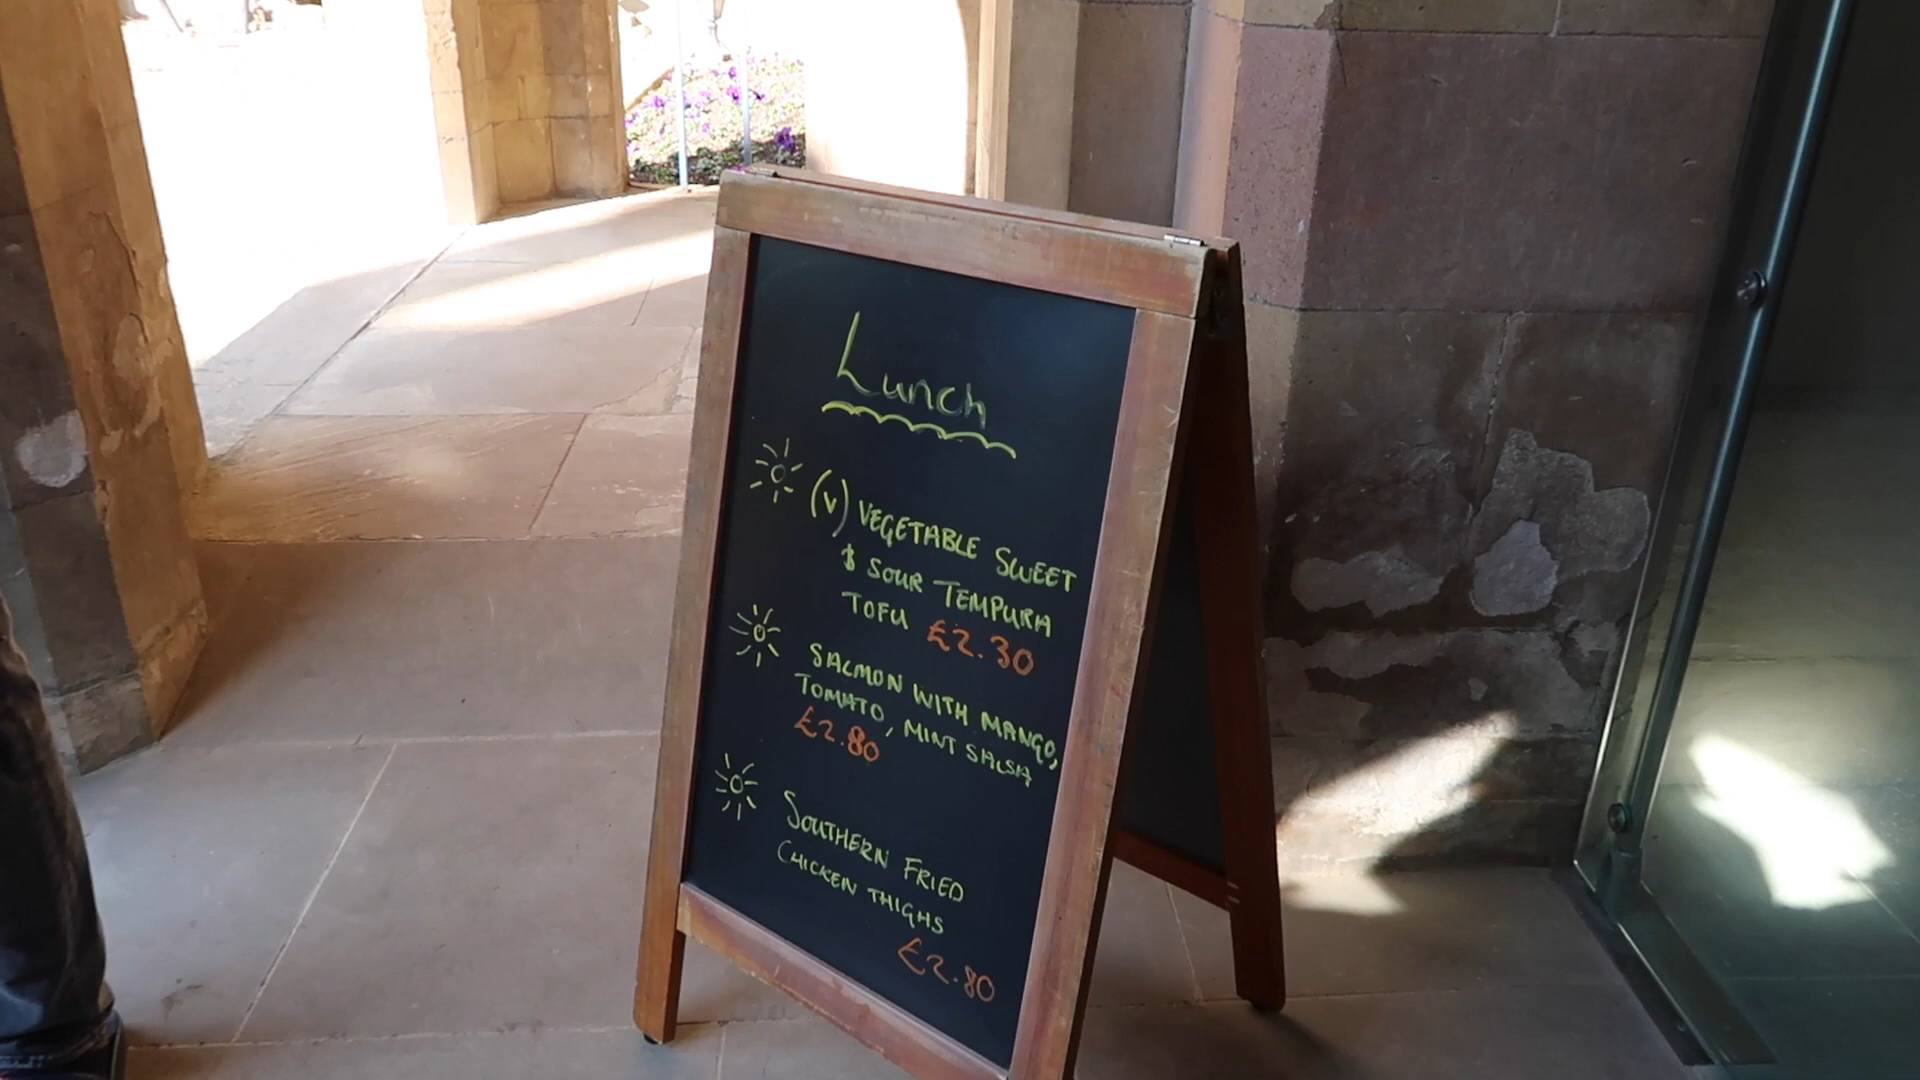 Lunch
(V) VEGETABLE SWEET
& SOUR TEMPURA
TOFU £2.30
SALMON WITH MANGO,
TOMATO, MINT SALSA
£2.80
SOUTHERN FRIED
CHICKEN THIGHS
£2.80